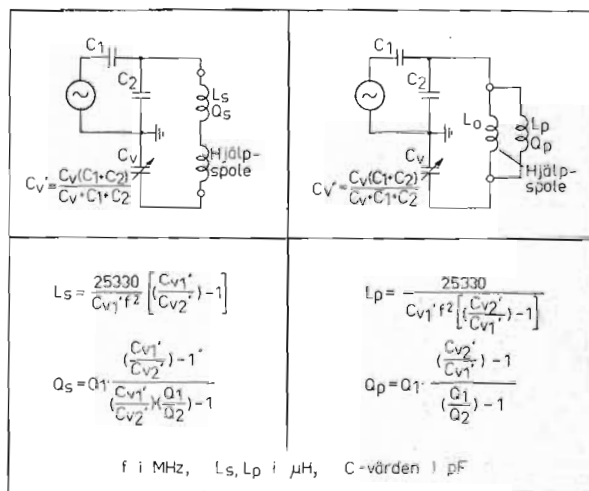 C1
C2
Ls
Qs
Cv
Hjälp-
spole
Cv'=Cv(C1+C2)/Cv+C1+C2
C1
C2
Lo
Lp
Qp
Cv
Cv'=Cv(C1+C2)/Cv+C1+C2
Hjälp-
spole
Ls = 25330/Cv1'f² [(Cv1'/Cv2')-1]
Qs = Q1· (Cv1'/Cv2')-1/(Cv1'/Cv2')(Q1/Q2)-1
Lp = 25330/Cv1'f²[(Cv2'/Cv1')-1]
Qp = Q1· (Cv2'/Cv1')-1/(Q1/Q2)-1
f i MHz, Ls, Lp i µH, C-värden i pF